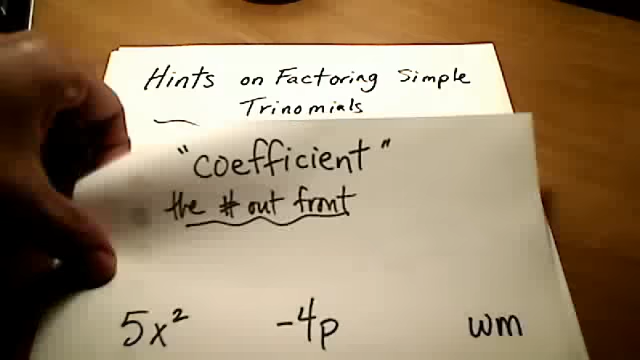 Hints on Factoring Simple
Trinomials
"coefficient"
the # out front
5x² -4p wm